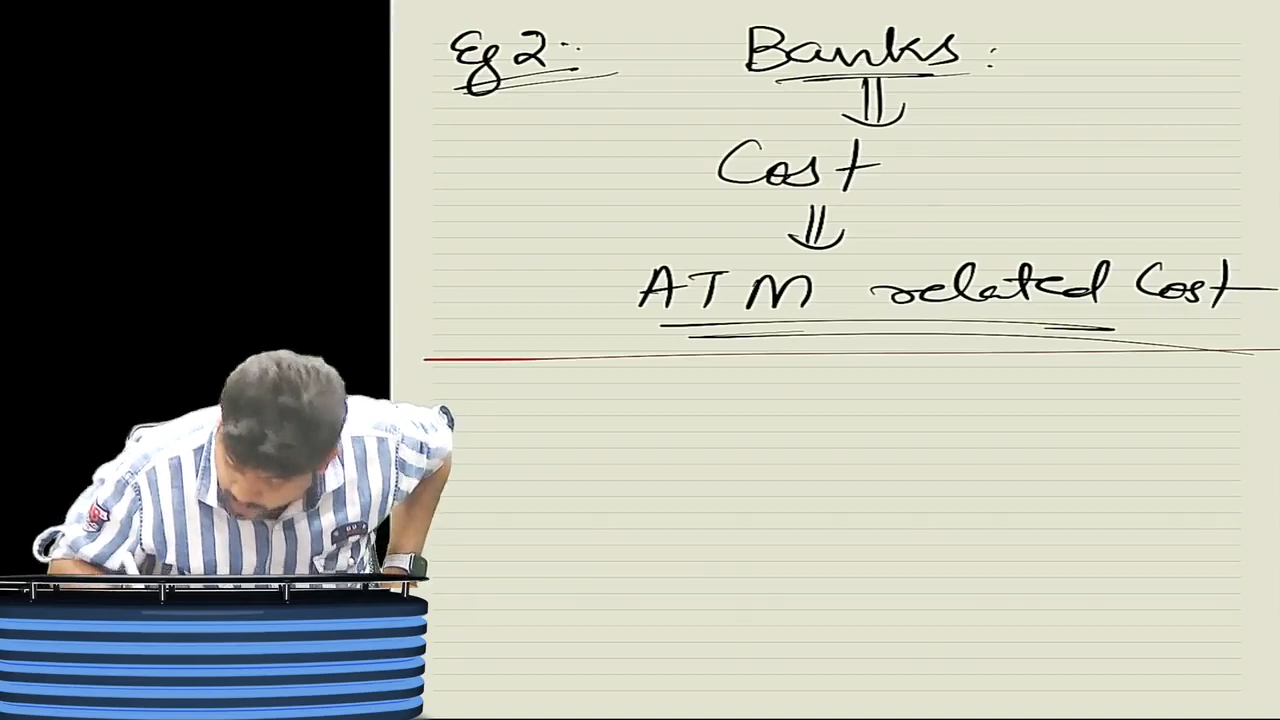 Eg 2:
Banks:
⇓
Cost
⇓
ATM related Cost